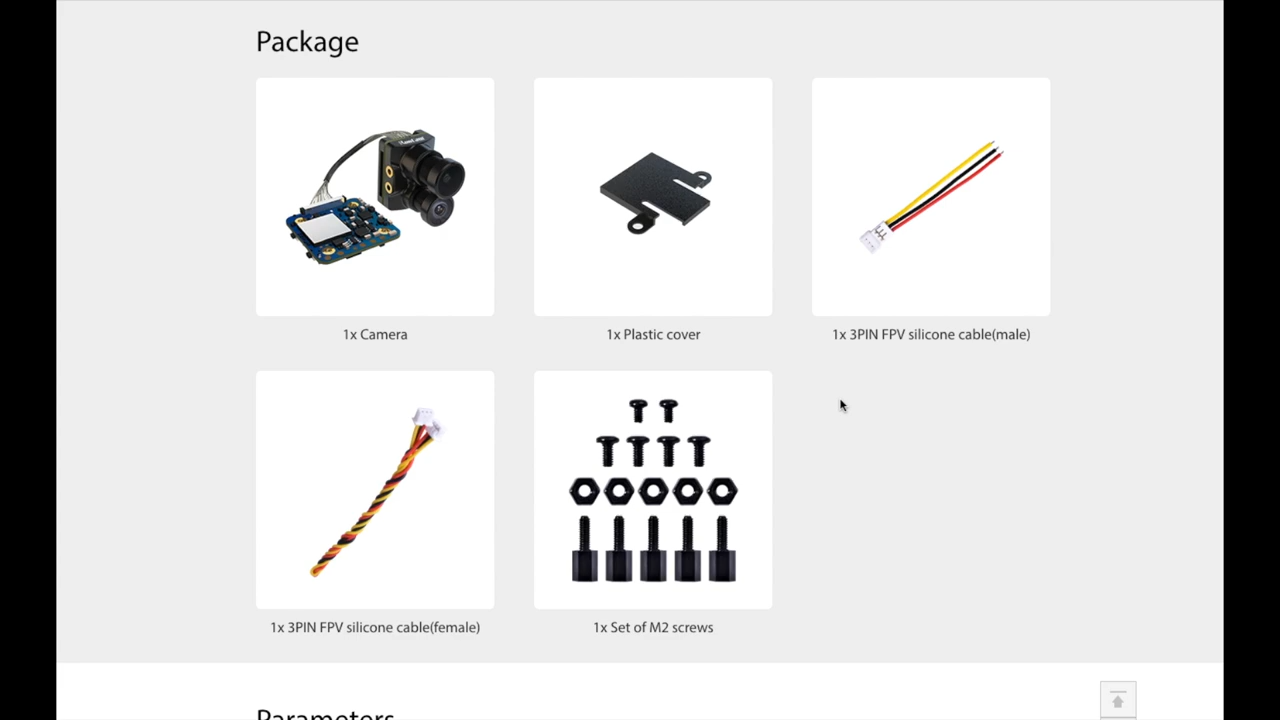 Package
1x Camera
1x Plastic cover
1x 3PIN FPV silicone cable(male)
1x 3PIN FPV silicone cable(female)
1x Set of M2 screws
Parameters